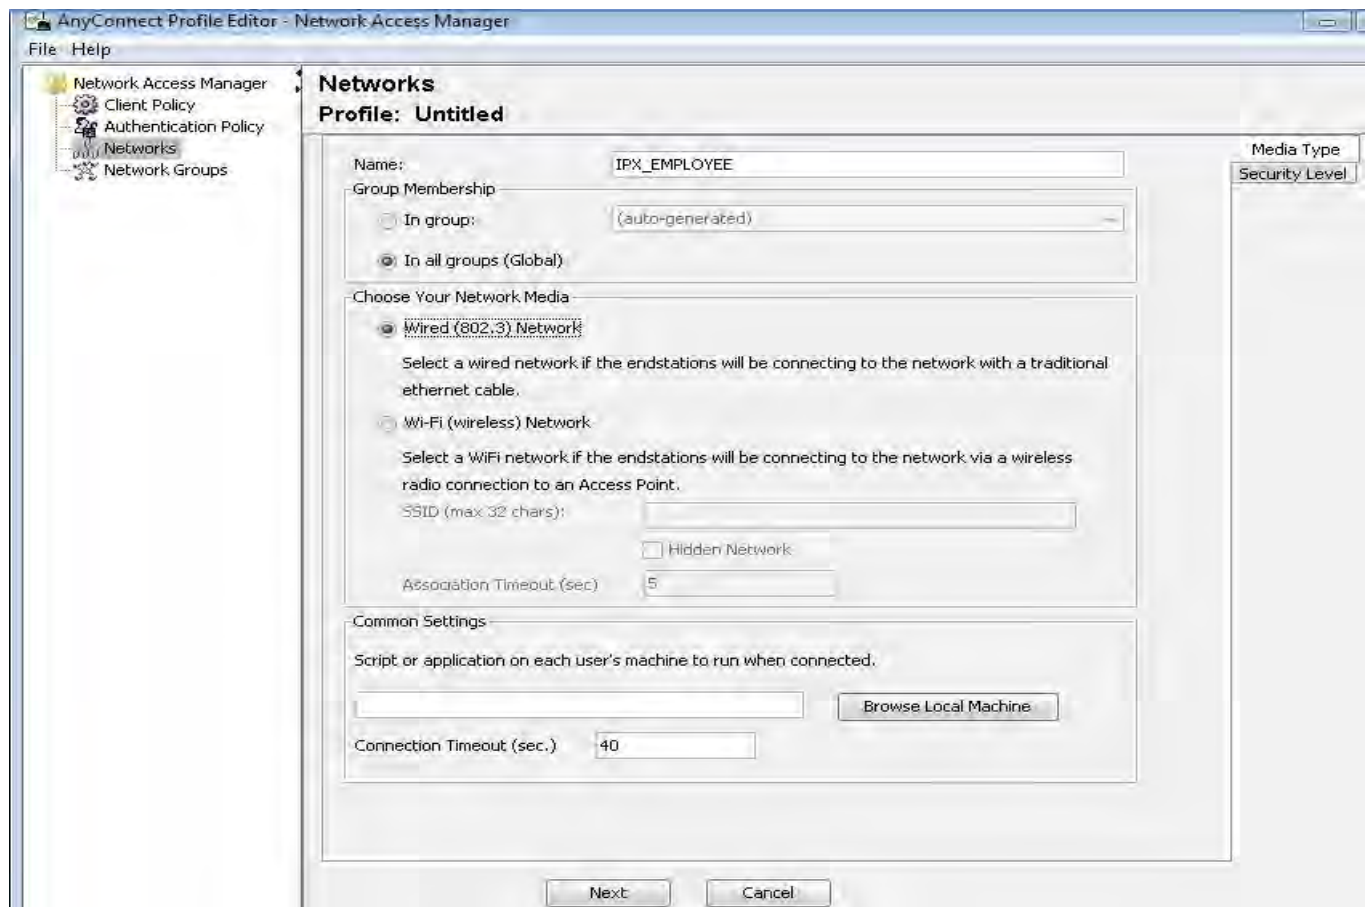 AnyConnect Profile Editor - Network Access Manager
File Help
Network Access Manager
Client Policy
Authentication Policy
Networks
Network Groups
Networks
Profile: Untitled
Media Type
Security Level
Name: IPX_EMPLOYEE
Group Membership
In group: (auto-generated)
In all groups (Global)
Choose Your Network Media
Wired (802.3) Network
Select a wired network if the endstations will be connecting to the network with a traditional
ethernet cable.
Wi-Fi (wireless) Network
Select a WiFi network if the endstations will be connecting to the network via a wireless
radio connection to an Access Point.
SSID (max 32 chars):
Hidden Network
Association Timeout (sec) 5
Common Settings
Script or application on each user's machine to run when connected.
Browse Local Machine
Connection Timeout (sec.) 40
Next Cancel